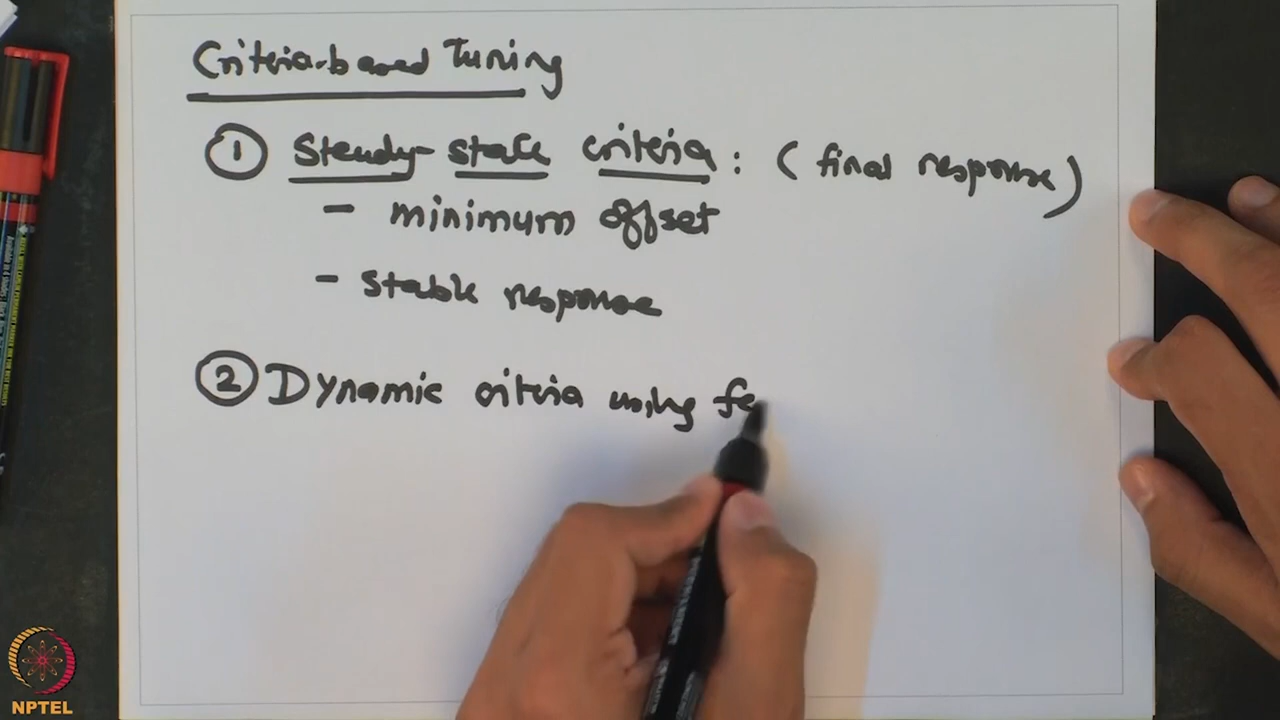 Criteria-based Tuning
① Steady-state criteria: (final response)
- minimum offset
- stable response
② Dynamic criteria using fe
NPTEL